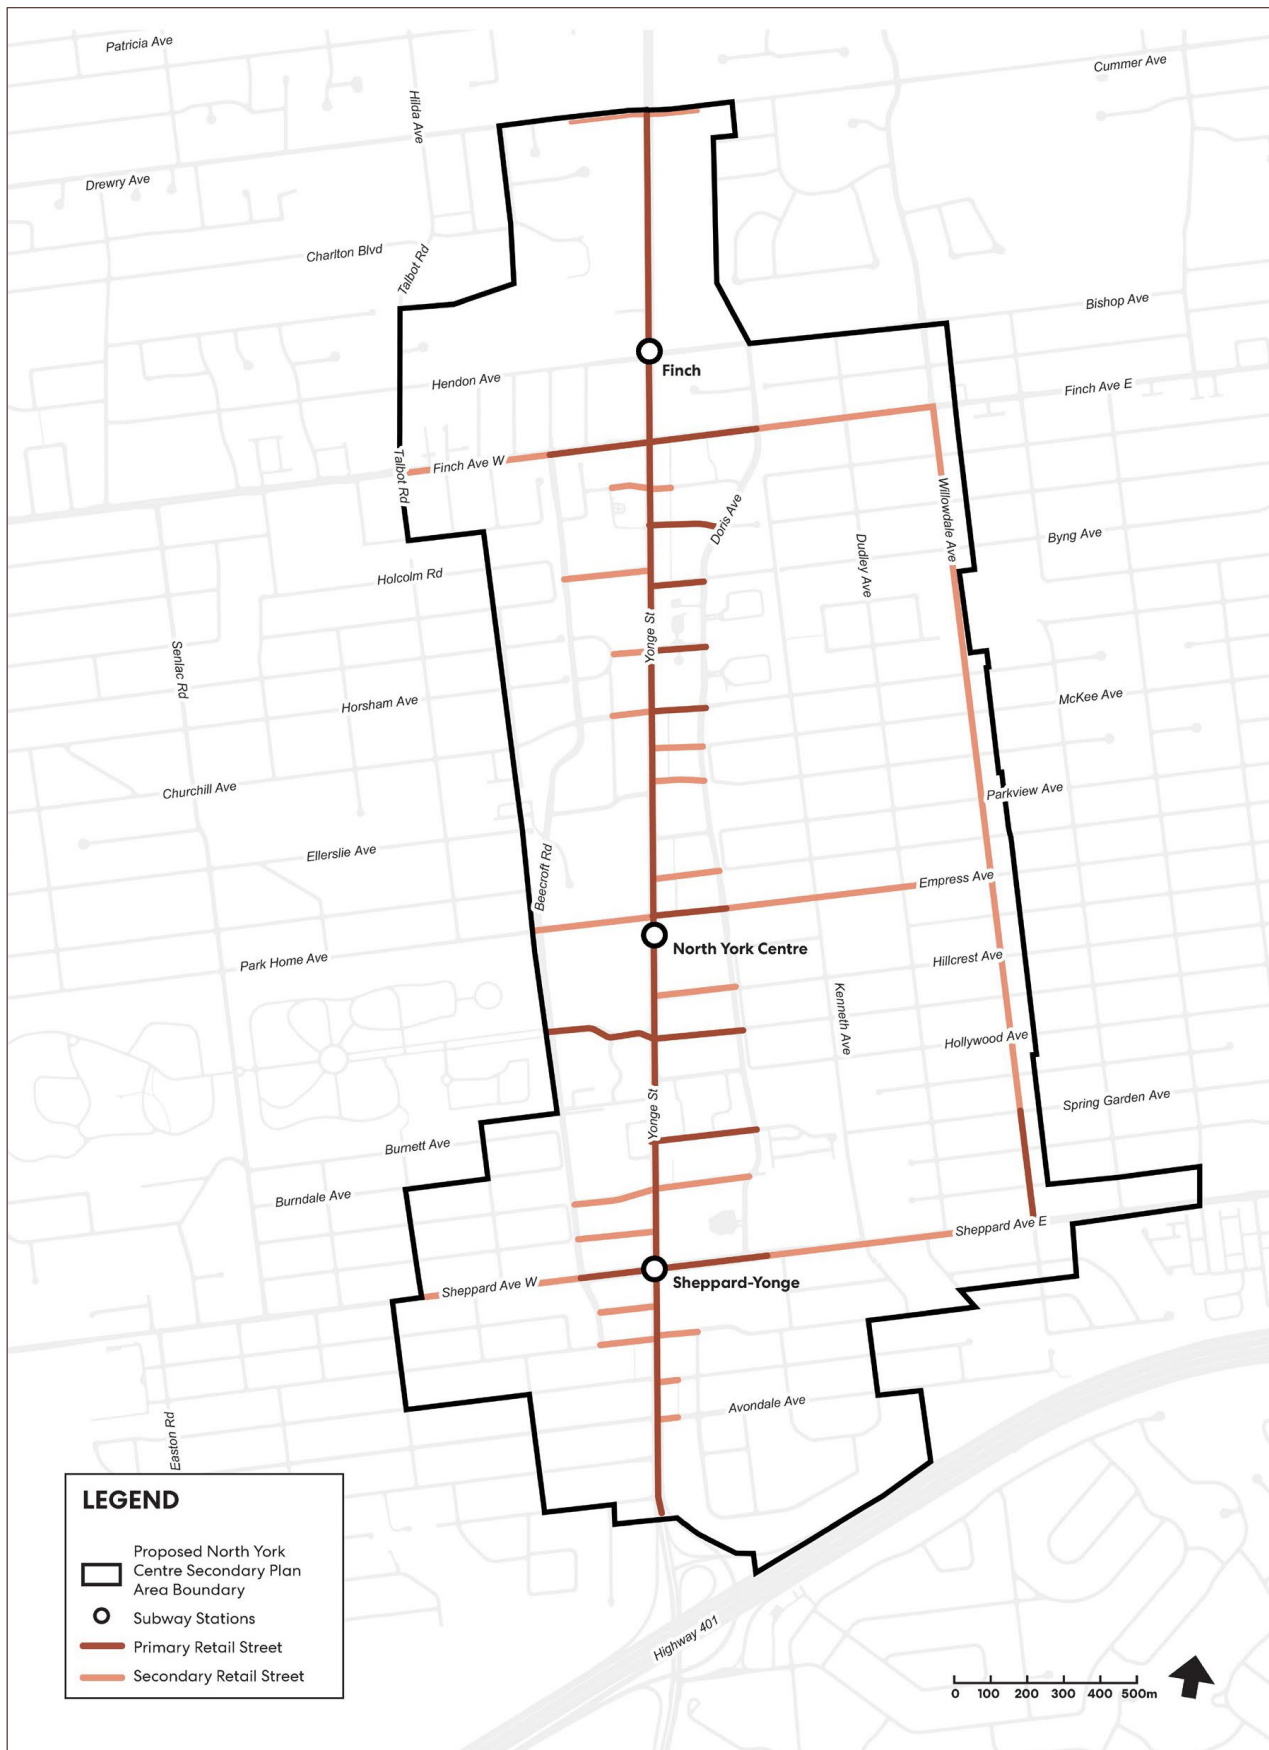 Patricia Ave
Cummer Ave
Hilda Ave
Drewry Ave
Charlton Blvd
Talbot Rd
Bishop Ave
Finch
Hendon Ave
Finch Ave E
Finch Ave W
Talbot Rd
Willowdale Ave
Doris Ave
Byng Ave
Dudley Ave
Holcolm Rd
Yonge St
Senlac Rd
McKee Ave
Horsham Ave
Churchill Ave
Parkview Ave
Ellerslie Ave
Beecroft Rd
Empress Ave
North York Centre
Park Home Ave
Hillcrest Ave
Kenneth Ave
Hollywood Ave
Yonge St
Spring Garden Ave
Burnett Ave
Burndale Ave
Sheppard Ave E
Sheppard Ave W
Sheppard-Yonge
Avondale Ave
Easton Rd
LEGEND
Proposed North York
Centre Secondary Plan
Area Boundary
Subway Stations
Primary Retail Street
Secondary Retail Street
Highway 401
0 100 200 300 400 500m